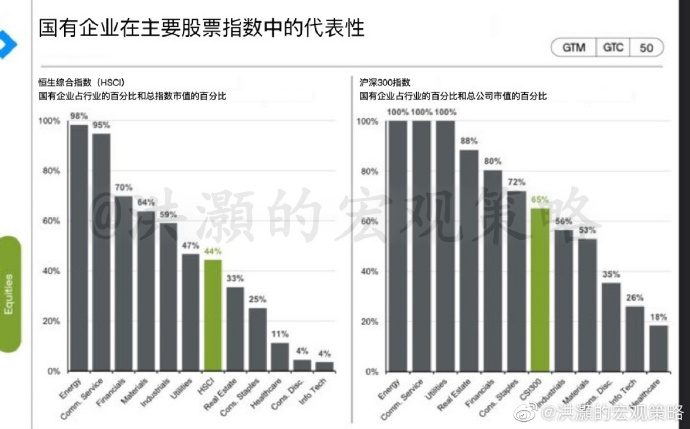 国有企业在主要股票指数中的代表性
GTM GTC 50
恒生综合指数（HSCI）
国有企业占行业的百分比和总指数市值的百分比
100%
80%
60%
40%
20%
0%
98%
95%
70%
64%
59%
47%
44%
33%
25%
11%
4%
4%
Energy
Comm. Service
Financials
Materials
Industrials
Utilities
HSCI
Real Estate
Cons. Staples
Healthcare
Cons. Disc.
Info Tech
沪深300指数
国有企业占行业的百分比和总公司市值的百分比
100%
80%
60%
40%
20%
0%
100%
100%
100%
88%
80%
72%
65%
56%
53%
35%
26%
18%
Energy
Comm. Service
Utilities
Real Estate
Financials
Cons. Staples
CSI300
Industrials
Materials
Cons. Disc.
Info Tech
Healthcare
Equities
@洪灝的宏观策略
@洪灝的宏观策略